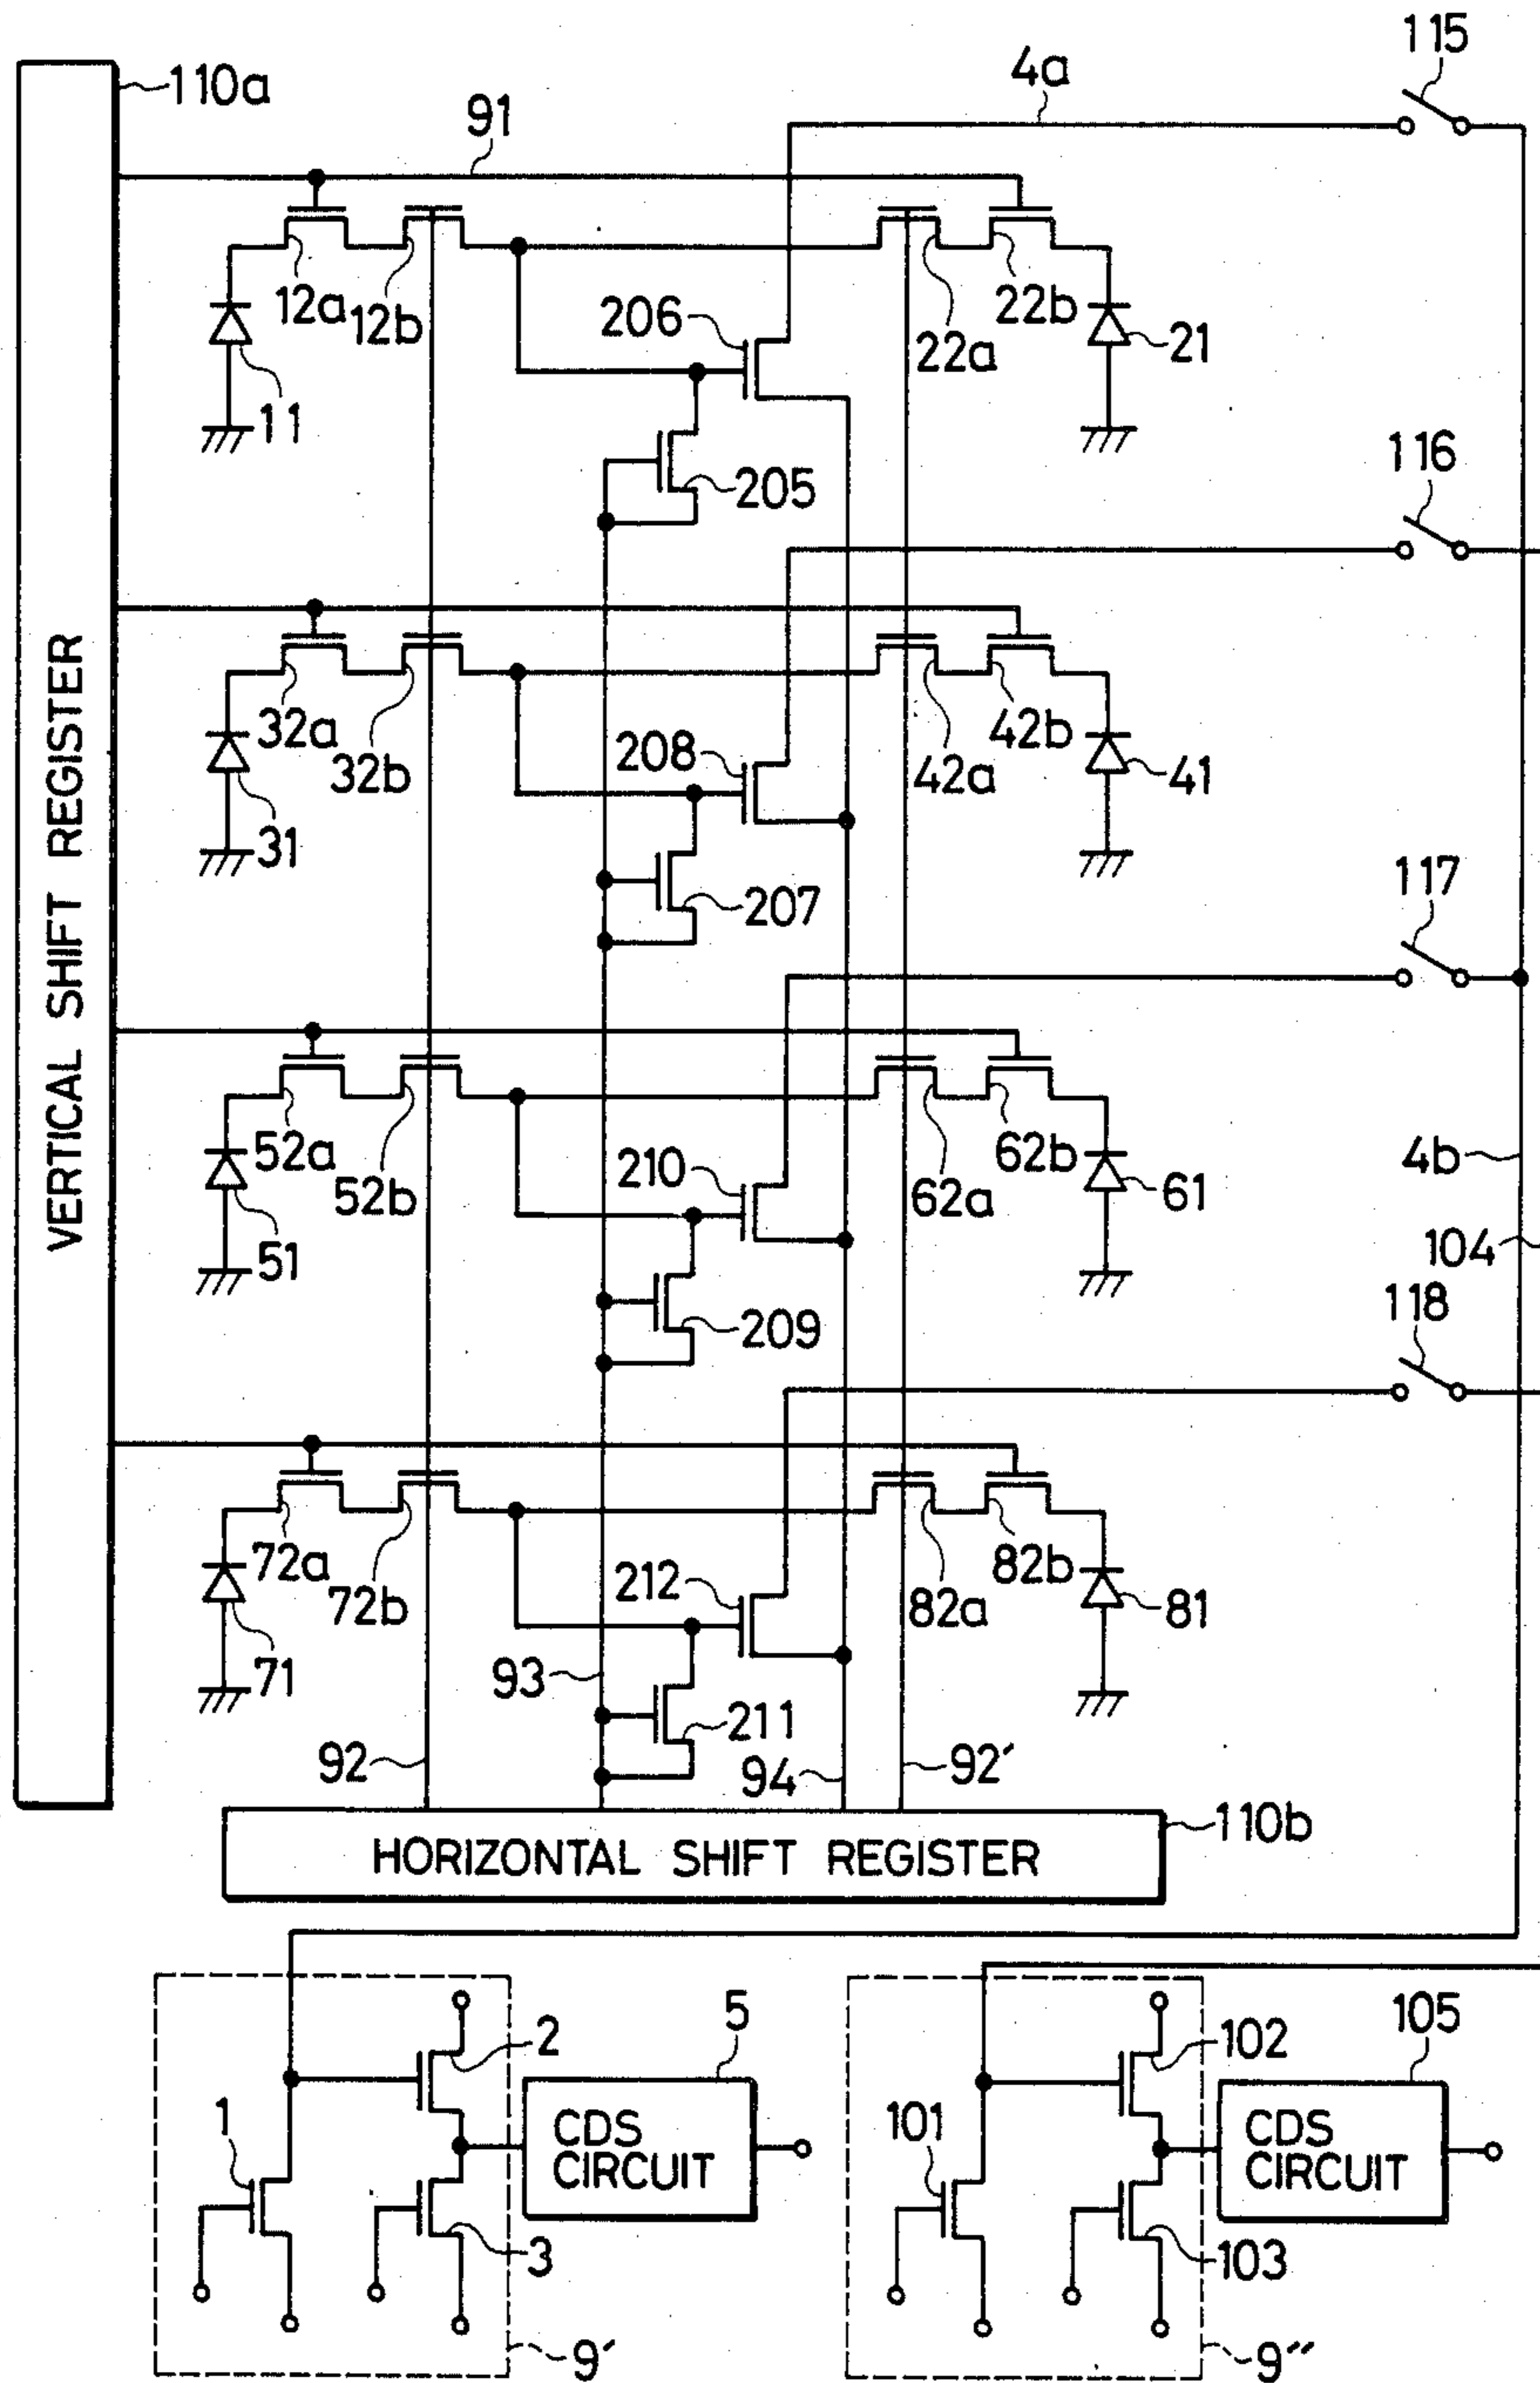 115
110a
4a
91
12a
12b
206
22a
22b
21
11
205
116
VERTICAL SHIFT REGISTER
32a
32b
208
42a
42b
41
31
207
117
52a
52b
210
62a
62b
61
4b
51
104
209
118
72a
72b
212
82a
82b
81
71
93
211
92
94
92′
110b
HORIZONTAL SHIFT REGISTER
5
105
2
102
1
CDS
CIRCUIT
101
CDS
CIRCUIT
3
103
9′
9″